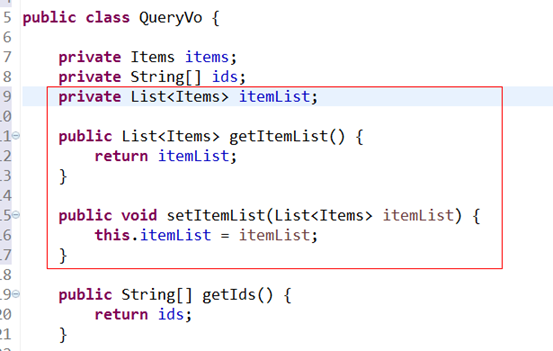 5 public class QueryVo {
6
7 private Items items;
8 private String[] ids;
9 private List<Items> itemList;
10
11 public List<Items> getItemList() {
12 return itemList;
13 }
14
15 public void setItemList(List<Items> itemList) {
16 this.itemList = itemList;
17 }
18
19 public String[] getIds() {
20 return ids;
21 }